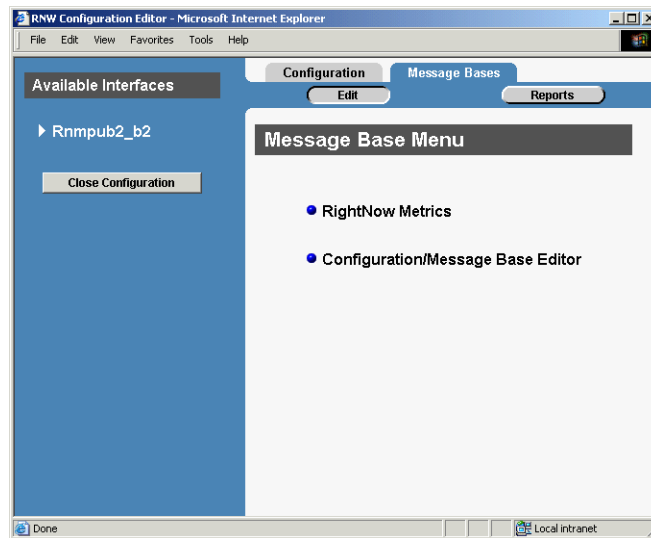 RNW Configuration Editor - Microsoft Internet Explorer
File Edit View Favorites Tools Help
Available Interfaces
Rnmpub2_b2
Close Configuration
Configuration Message Bases
Edit Reports
Message Base Menu
RightNow Metrics
Configuration/Message Base Editor
Done Local intranet